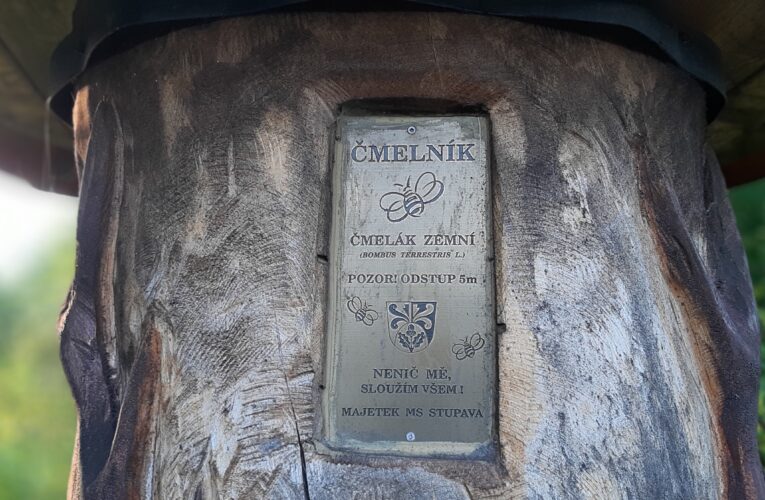 ČMELNÍK
ČMELÁK ZEMNÍ
(BOMBUS TERRESTRIS L.)
POZOR! ODSTUP 5m
NENIČ MĚ,
SLOUŽÍM VŠEM!
MAJETEK MS STUPAVA